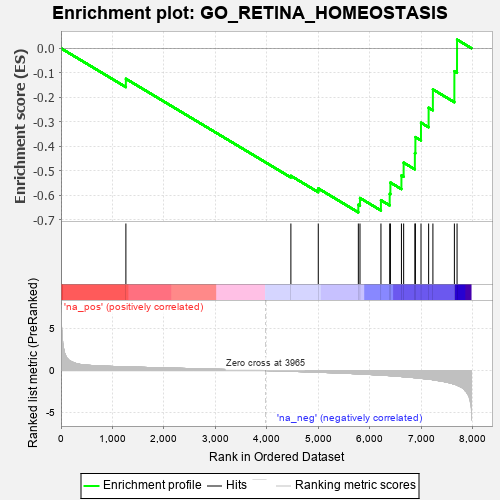 Enrichment plot: GO_RETINA_HOMEOSTASIS
Enrichment score (ES)
0.0
-0.1
-0.2
-0.3
-0.4
-0.5
-0.6
-0.7
'na_pos' (positively correlated)
Ranked list metric (PreRanked)
5
0
-5
Zero cross at 3965
'na_neg' (negatively correlated)
0 1,000 2,000 3,000 4,000 5,000 6,000 7,000 8,000
Rank in Ordered Dataset
Enrichment profile Hits Ranking metric scores